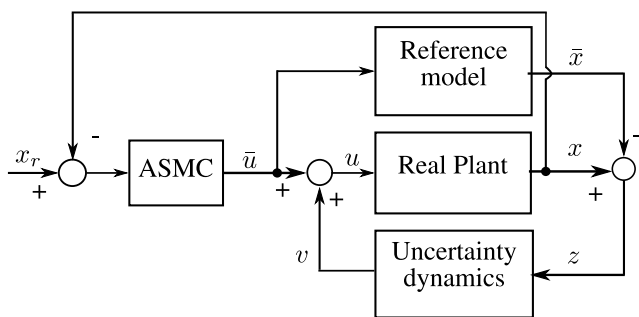 Reference
model
x̄
-
-
x_r
ASMC
ū
u
Real Plant
x
+
+
+
+
v
Uncertainty
dynamics
z